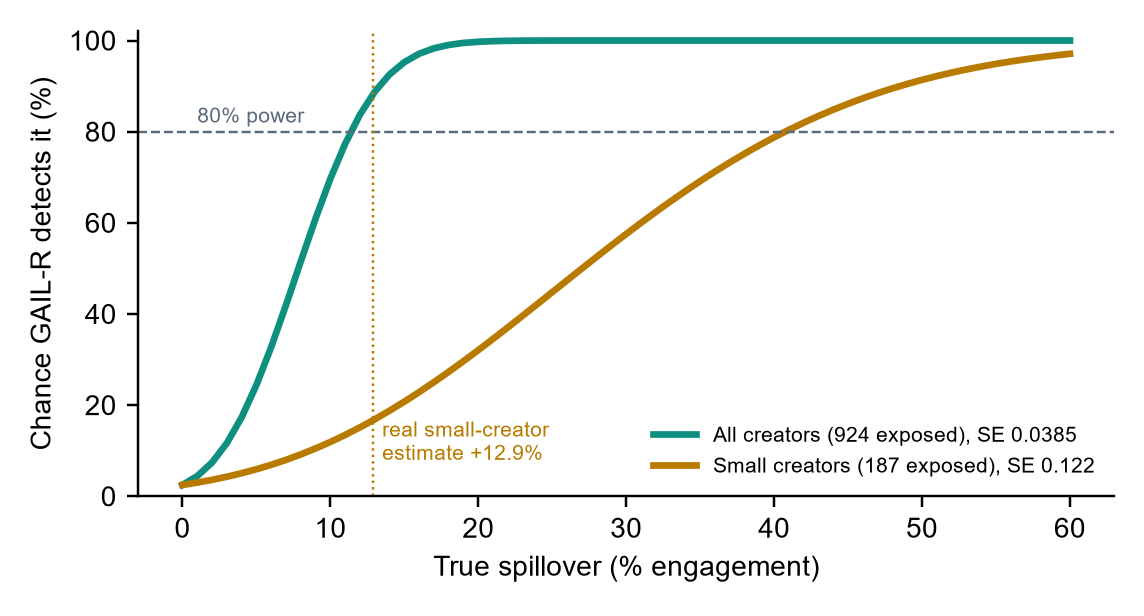 100
80
60
40
20
0
Chance GAIL-R detects it (%)
80% power
real small-creator
estimate +12.9%
All creators (924 exposed), SE 0.0385
Small creators (187 exposed), SE 0.122
0 10 20 30 40 50 60
True spillover (% engagement)